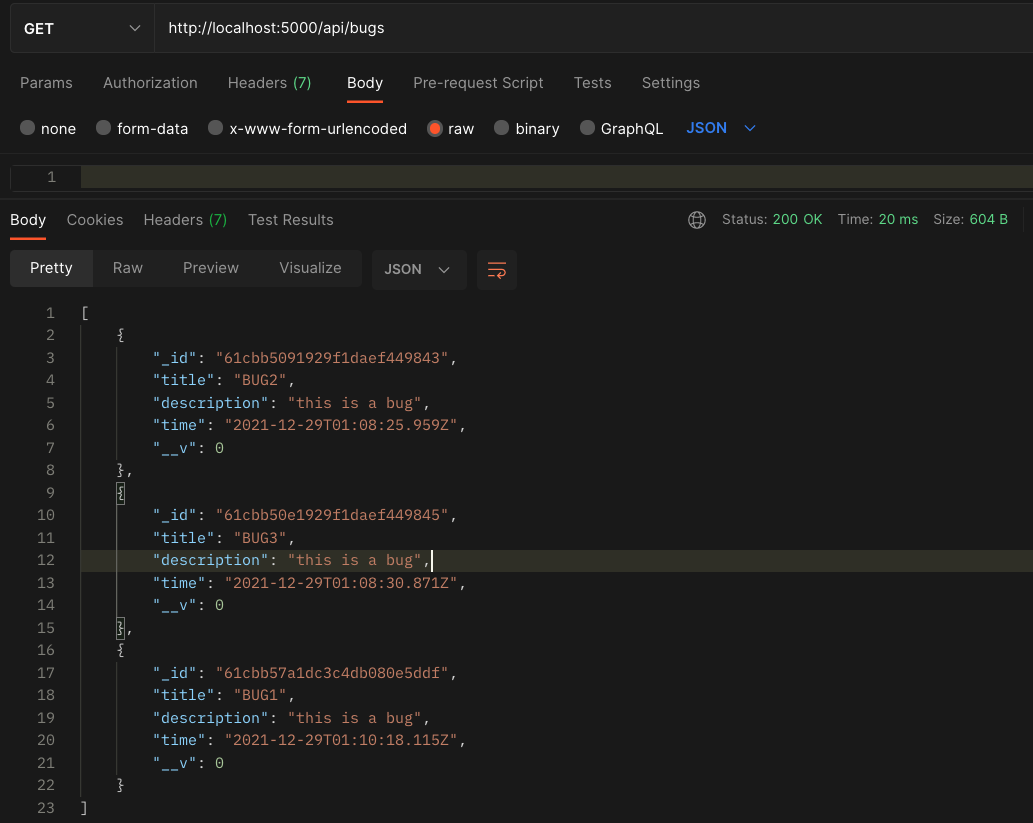 GET http://localhost:5000/api/bugs
Params Authorization Headers (7) Body Pre-request Script Tests Settings
none form-data x-www-form-urlencoded raw binary GraphQL JSON
1
Body Cookies Headers (7) Test Results Status: 200 OK Time: 20 ms Size: 604 B
Pretty Raw Preview Visualize JSON
1 [
2 {
3 "_id": "61cbb5091929f1daef449843",
4 "title": "BUG2",
5 "description": "this is a bug",
6 "time": "2021-12-29T01:08:25.959Z",
7 "__v": 0
8 },
9 {
10 "_id": "61cbb50e1929f1daef449845",
11 "title": "BUG3",
12 "description": "this is a bug",
13 "time": "2021-12-29T01:08:30.871Z",
14 "__v": 0
15 },
16 {
17 "_id": "61cbb57a1dc3c4db080e5ddf",
18 "title": "BUG1",
19 "description": "this is a bug",
20 "time": "2021-12-29T01:10:18.115Z",
21 "__v": 0
22 }
23 ]